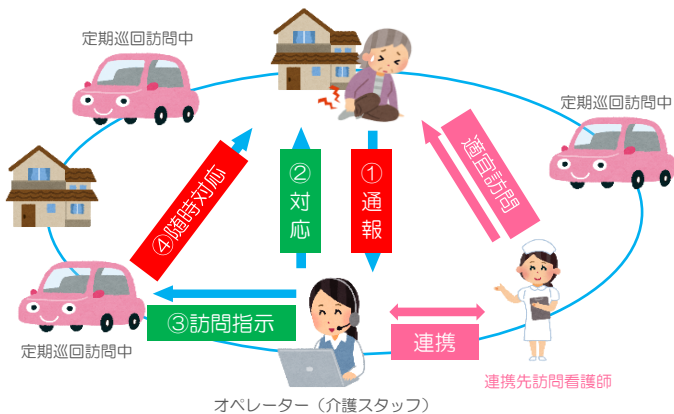 定期巡回訪問中
定期巡回訪問中
適宜訪問
①通報
②対応
④随時対応
③訪問指示
定期巡回訪問中
連携
連携先訪問看護師
オペレーター（介護スタッフ）